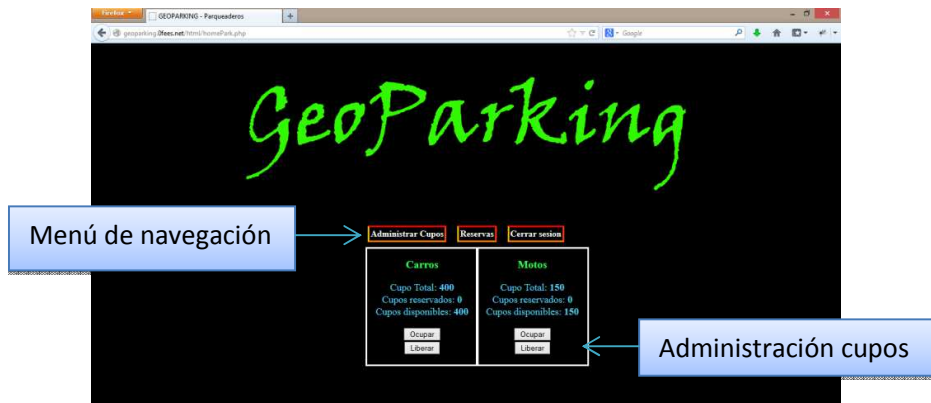 Firefox
GEOPARKING - Parqueaderos
geoparking.0fees.net/html/homePark.php
Google
GeoParking
Menú de navegación
Administrar Cupos Reservas Cerrar sesion
Carros Motos
Cupo Total: 400 Cupo Total: 150
Cupos reservados: 0 Cupos reservados: 0
Cupos disponibles: 400 Cupos disponibles: 150
Ocupar Ocupar
Liberar Liberar
Administración cupos